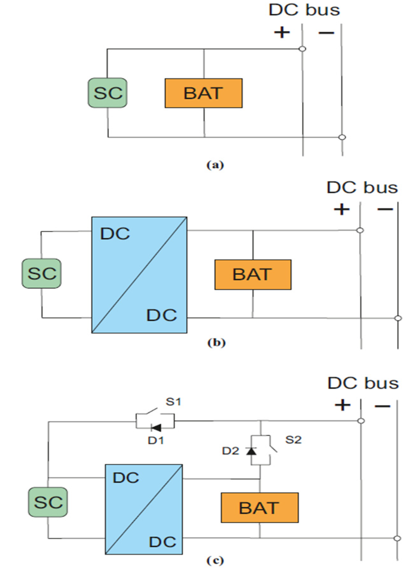 DC bus
+ −
SC
BAT
(a)
DC bus
+ −
DC
SC
BAT
DC
(b)
DC bus
S1
+ −
D1
D2
S2
DC
SC
BAT
DC
(c)